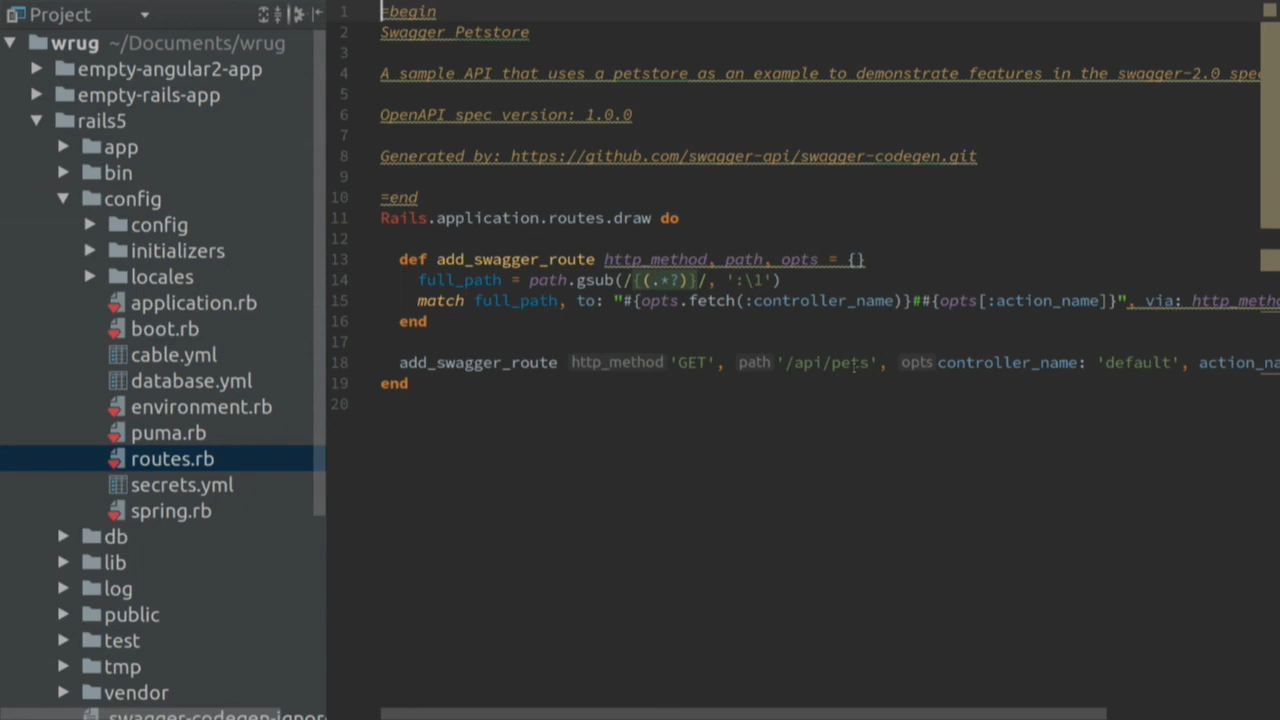 Project
wrug ~/Documents/wrug
empty-angular2-app
empty-rails-app
rails5
app
bin
config
config
initializers
locales
application.rb
boot.rb
cable.yml
database.yml
environment.rb
puma.rb
routes.rb
secrets.yml
spring.rb
db
lib
log
public
test
tmp
vendor
swagger-codegen-ignore
1 =begin
2 Swagger Petstore
3
4 A sample API that uses a petstore as an example to demonstrate features in the swagger-2.0 spec
5
6 OpenAPI spec version: 1.0.0
7
8 Generated by: https://github.com/swagger-api/swagger-codegen.git
9
10 =end
11 Rails.application.routes.draw do
12
13 def add_swagger_route http_method, path, opts = {}
14 full_path = path.gsub(/{(.*?)}/, ':\1')
15 match full_path, to: "#{opts.fetch(:controller_name)}##{opts[:action_name]}", via: http_metho
16 end
17
18 add_swagger_route http_method 'GET', path '/api/pets', opts controller_name: 'default', action_na
19 end
20